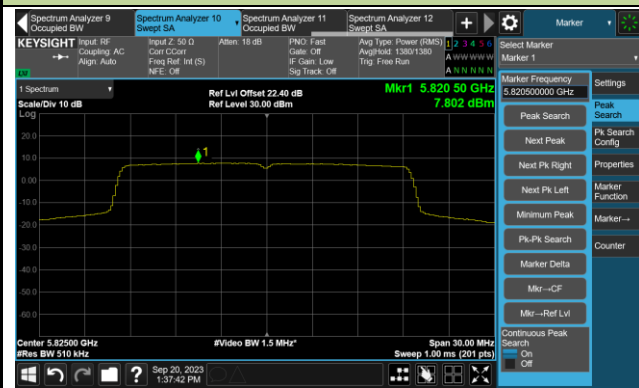 Spectrum Analyzer 9
Occupied BW
Spectrum Analyzer 10
Swept SA
Spectrum Analyzer 11
Occupied BW
Spectrum Analyzer 12
Swept SA
Marker
KEYSIGHT
Input: RF
Coupling: AC
Align: Auto
Input Z: 50 Ω
Corr CCorr
Freq Ref: Int (S)
NFE: Off
Atten: 18 dB
PNO: Fast
Gate: Off
IF Gain: Low
Sig Track: Off
Avg Type: Power (RMS)
Avg|Hold: 1380/1380
Trig: Free Run
1 2 3 4 5 6
A W W W W W
A N N N N N
Select Marker
Marker 1
LXI
1 Spectrum
Scale/Div 10 dB
Log
Ref Lvl Offset 22.40 dB
Ref Level 30.00 dBm
Mkr1 5.820 50 GHz
7.802 dBm
Marker Frequency
5.820500000 GHz
Settings
Peak Search
Peak
Search
Next Peak
Pk Search
Config
Next Pk Right
Properties
Next Pk Left
Marker
Function
Minimum Peak
Marker→
Pk-Pk Search
Counter
Marker Delta
Mkr→CF
Mkr→Ref Lvl
Continuous Peak
Search
On
Off
20.0
10.0
0.00
-10.0
-20.0
-30.0
-40.0
-50.0
-60.0
1
Center 5.82500 GHz
#Res BW 510 kHz
#Video BW 1.5 MHz*
Span 30.00 MHz
Sweep 1.00 ms (201 pts)
?
Sep 20, 2023
1:37:42 PM